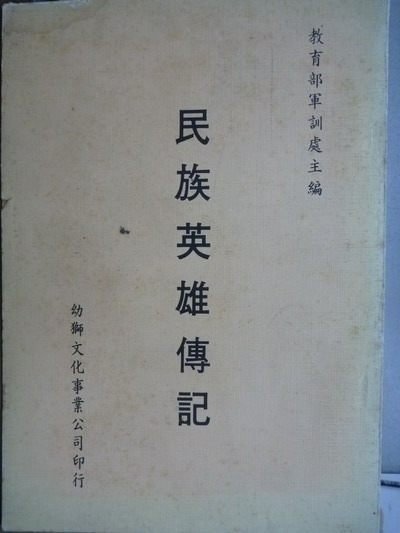 教育部軍訓處主編
民族英雄傳記
幼獅文化事業公司印行